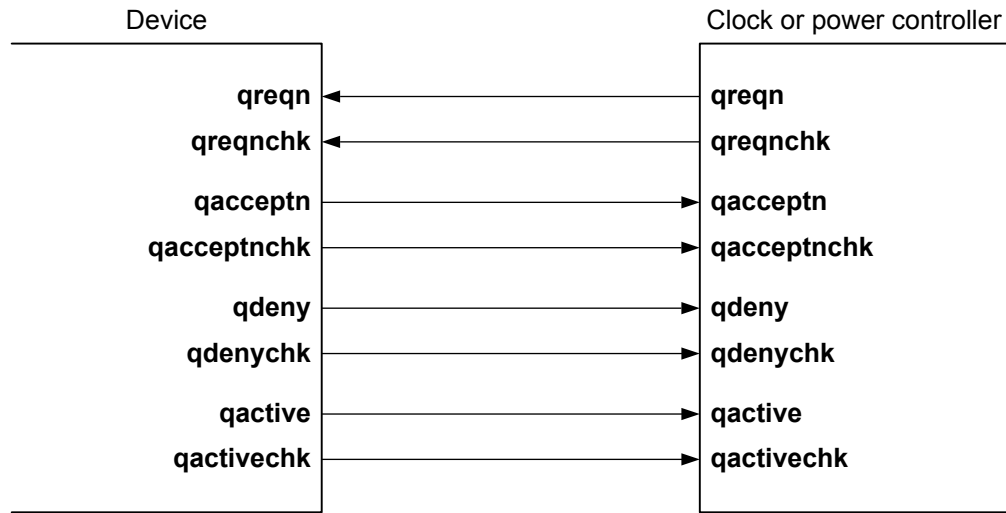 Device
Clock or power controller
qreqn
qreqn
qreqnchk
qreqnchk
qacceptn
qacceptn
qacceptnchk
qacceptnchk
qdeny
qdeny
qdenychk
qdenychk
qactive
qactive
qactivechk
qactivechk